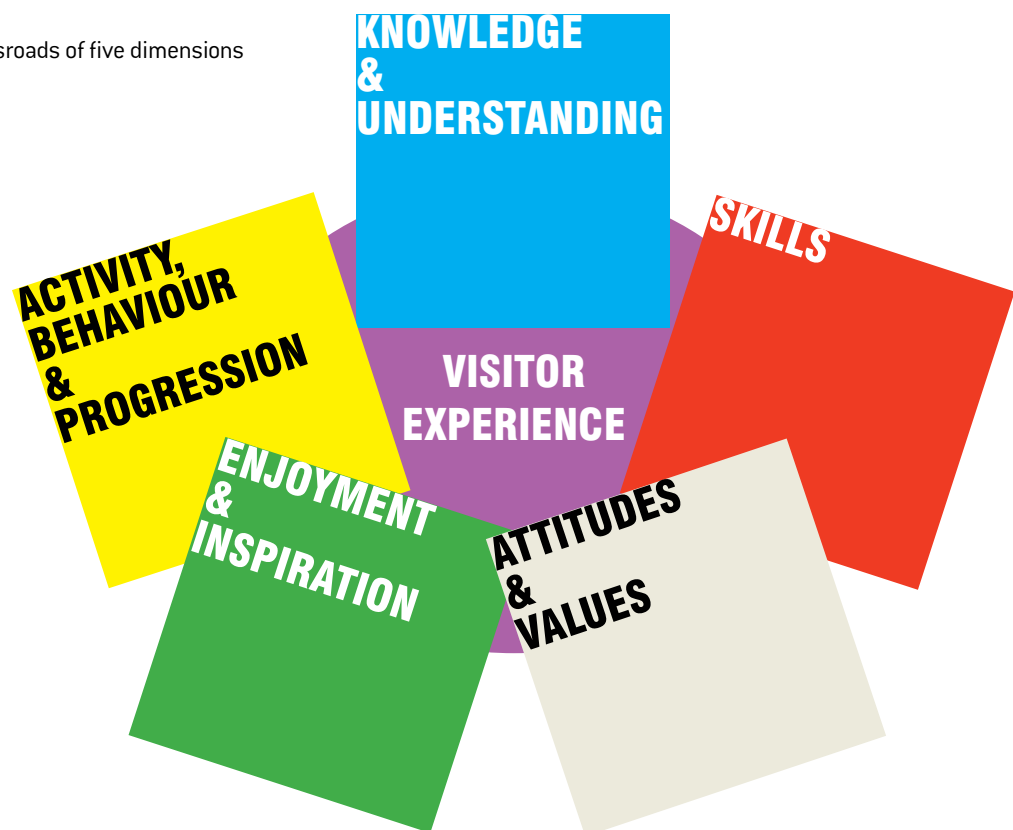 sroads of five dimensions
KNOWLEDGE
&
UNDERSTANDING
SKILLS
ACTIVITY,
BEHAVIOUR
&
PROGRESSION
VISITOR
EXPERIENCE
ENJOYMENT
&
INSPIRATION
ATTITUDES
&
VALUES